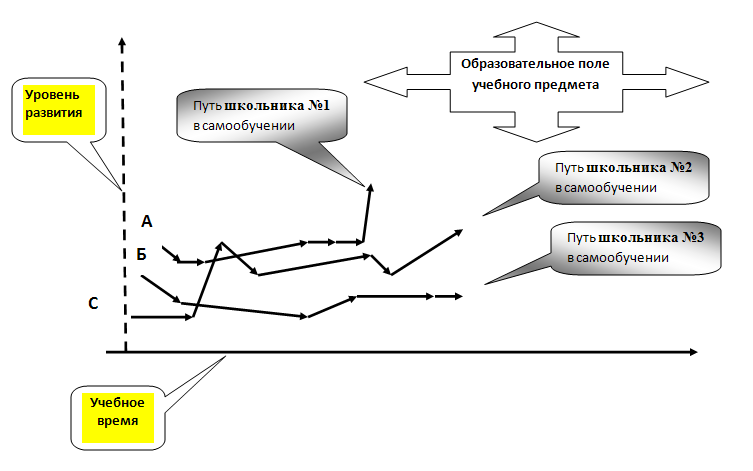 Образовательное поле
учебного предмета
Уровень
развития
Путь школьника №1
в самообучении
Путь школьника №2
в самообучении
А
Путь школьника №3
в самообучении
Б
С
Учебное
время